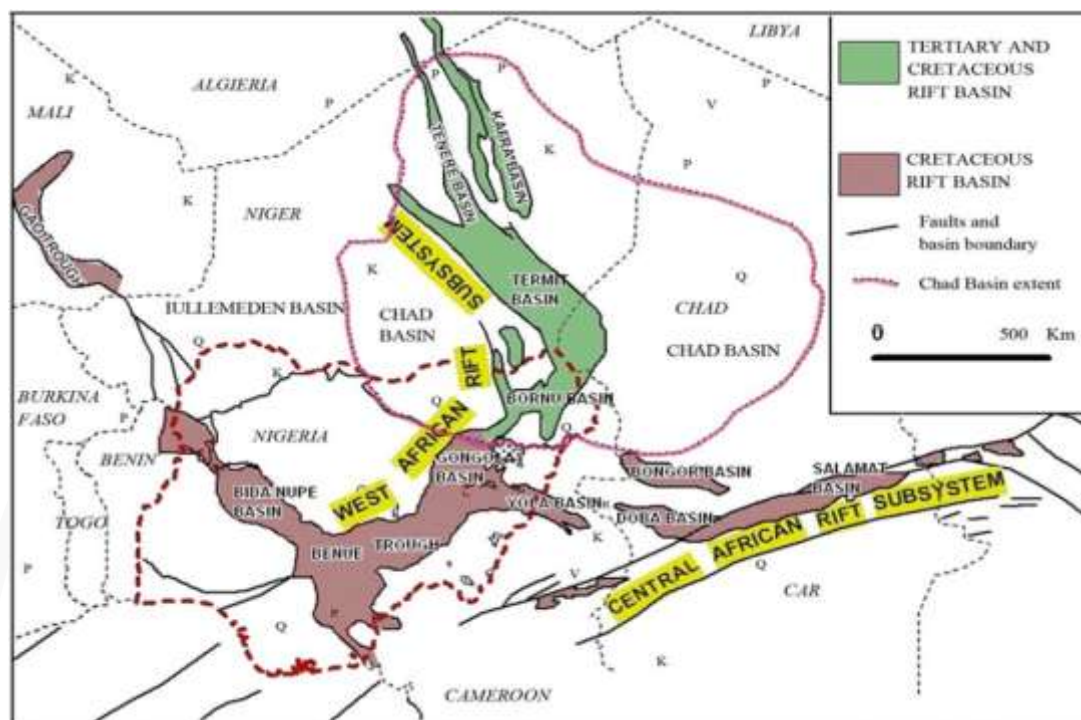 LIBYA
ALGIERIA
MALI
NIGER
TENERE BASIN
KAFRA BASIN
GAO TROUGH
SUBSYSTEM
TERMIT
BASIN
IULLEMEDEN BASIN
CHAD
BASIN
CHAD
CHAD BASIN
RIFT
BORNU BASIN
BURKINA
FASO
NIGERIA
AFRICAN
BENIN
GONGOLA
BASIN
BONGOR BASIN
SALAMAT
BASIN
BIDA NUPE
BASIN
WEST
YOLA BASIN
DOBA BASIN
TOGO
BENUE TROUGH
CENTRAL AFRICAN RIFT SUBSYSTEM
CAR
CAMEROON
K
P
P
P
V
P
K
K
K
P
K
Q
Q
K
Q
Q
P
P
K
V
Q
Q
P
K
TERTIARY AND
CRETACEOUS
RIFT BASIN
CRETACEOUS
RIFT BASIN
Faults and
basin boundary
Chad Basin extent
0 500 Km